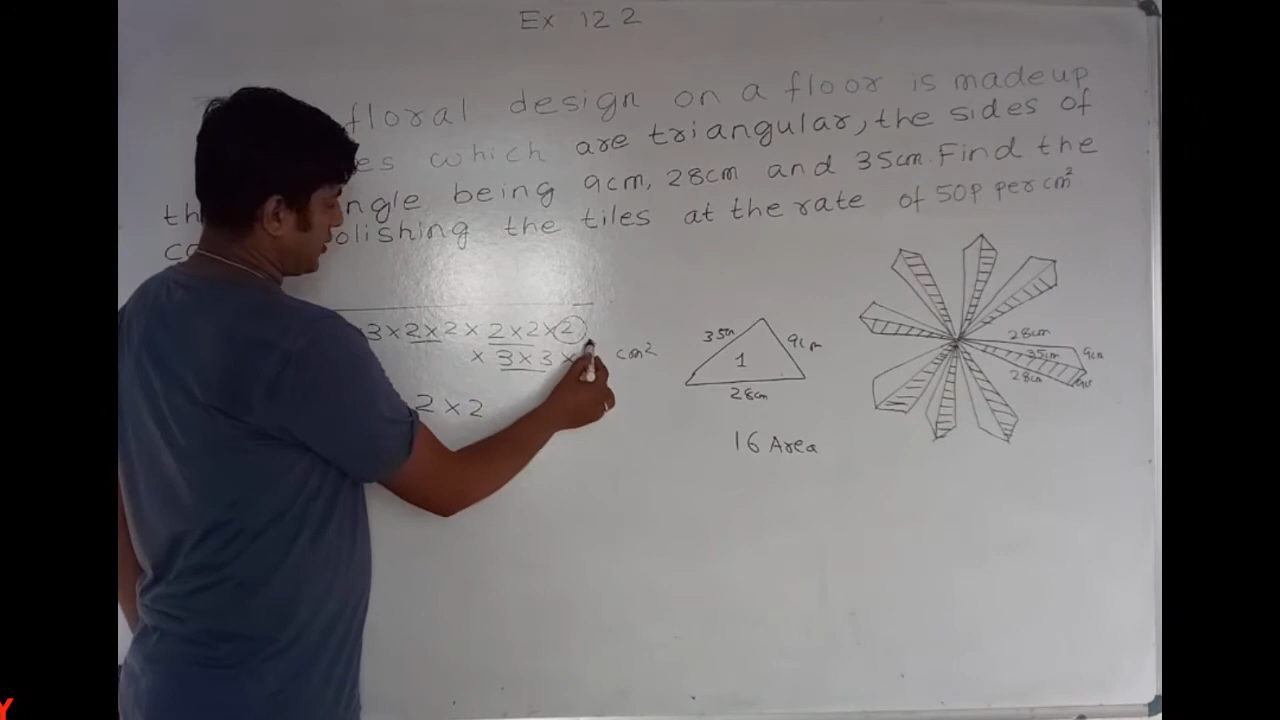 Ex 12 2
floral design on a floor is madeup
es which are triangular, the sides of
th ngle being 9cm, 28cm and 35cm. Find the
co olishing the tiles at the rate of 50p per cm²
3×2×2×2×2×2
×3×3× cm²
2×2
35cm
9cm
1
28cm
16 Area
28cm
9cm
35cm
28cm
Y